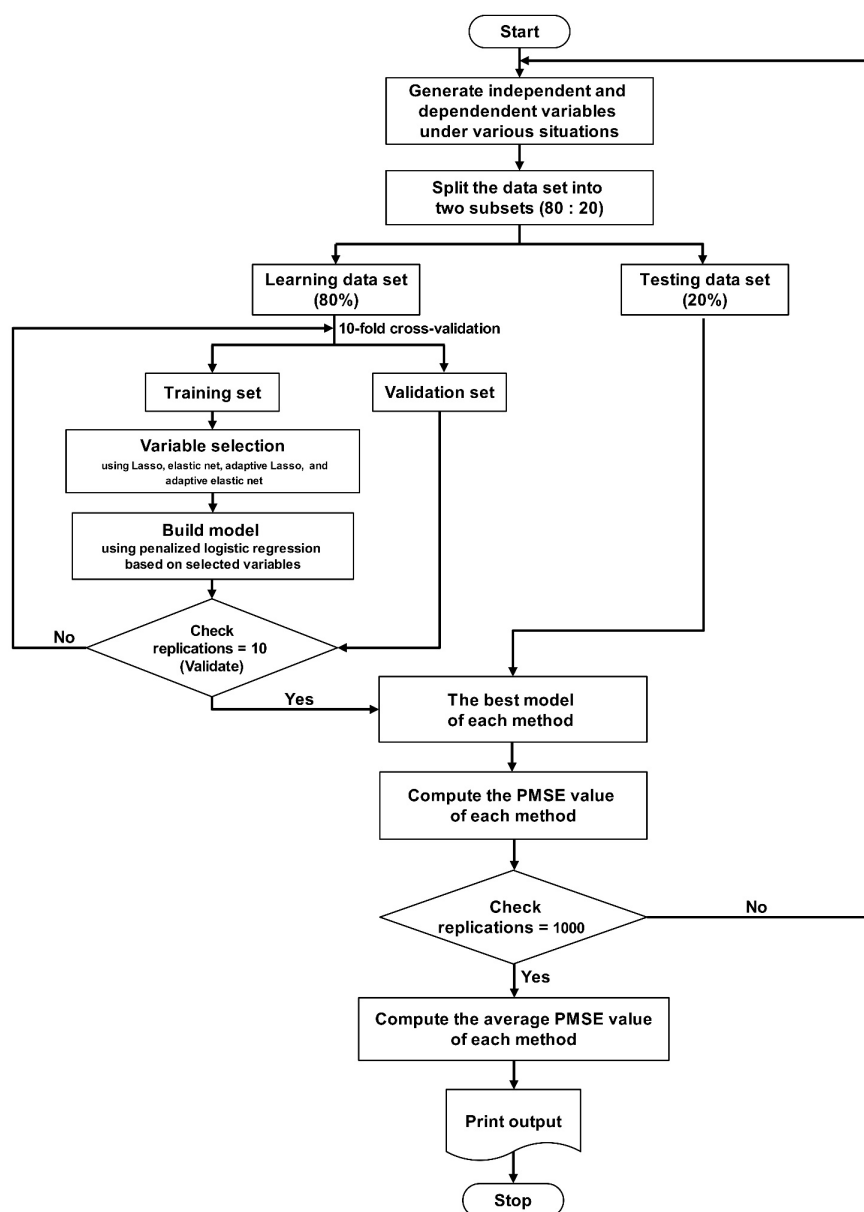 Start
Generate independent and
dependendent variables
under various situations
Split the data set into
two subsets (80 : 20)
Learning data set
(80%)
Testing data set
(20%)
10-fold cross-validation
Training set
Validation set
Variable selection
using Lasso, elastic net, adaptive Lasso, and
adaptive elastic net
Build model
using penalized logistic regression
based on selected variables
No
Check
replications = 10
(Validate)
Yes
The best model
of each method
Compute the PMSE value
of each method
Check
replications = 1000
No
Yes
Compute the average PMSE value
of each method
Print output
Stop